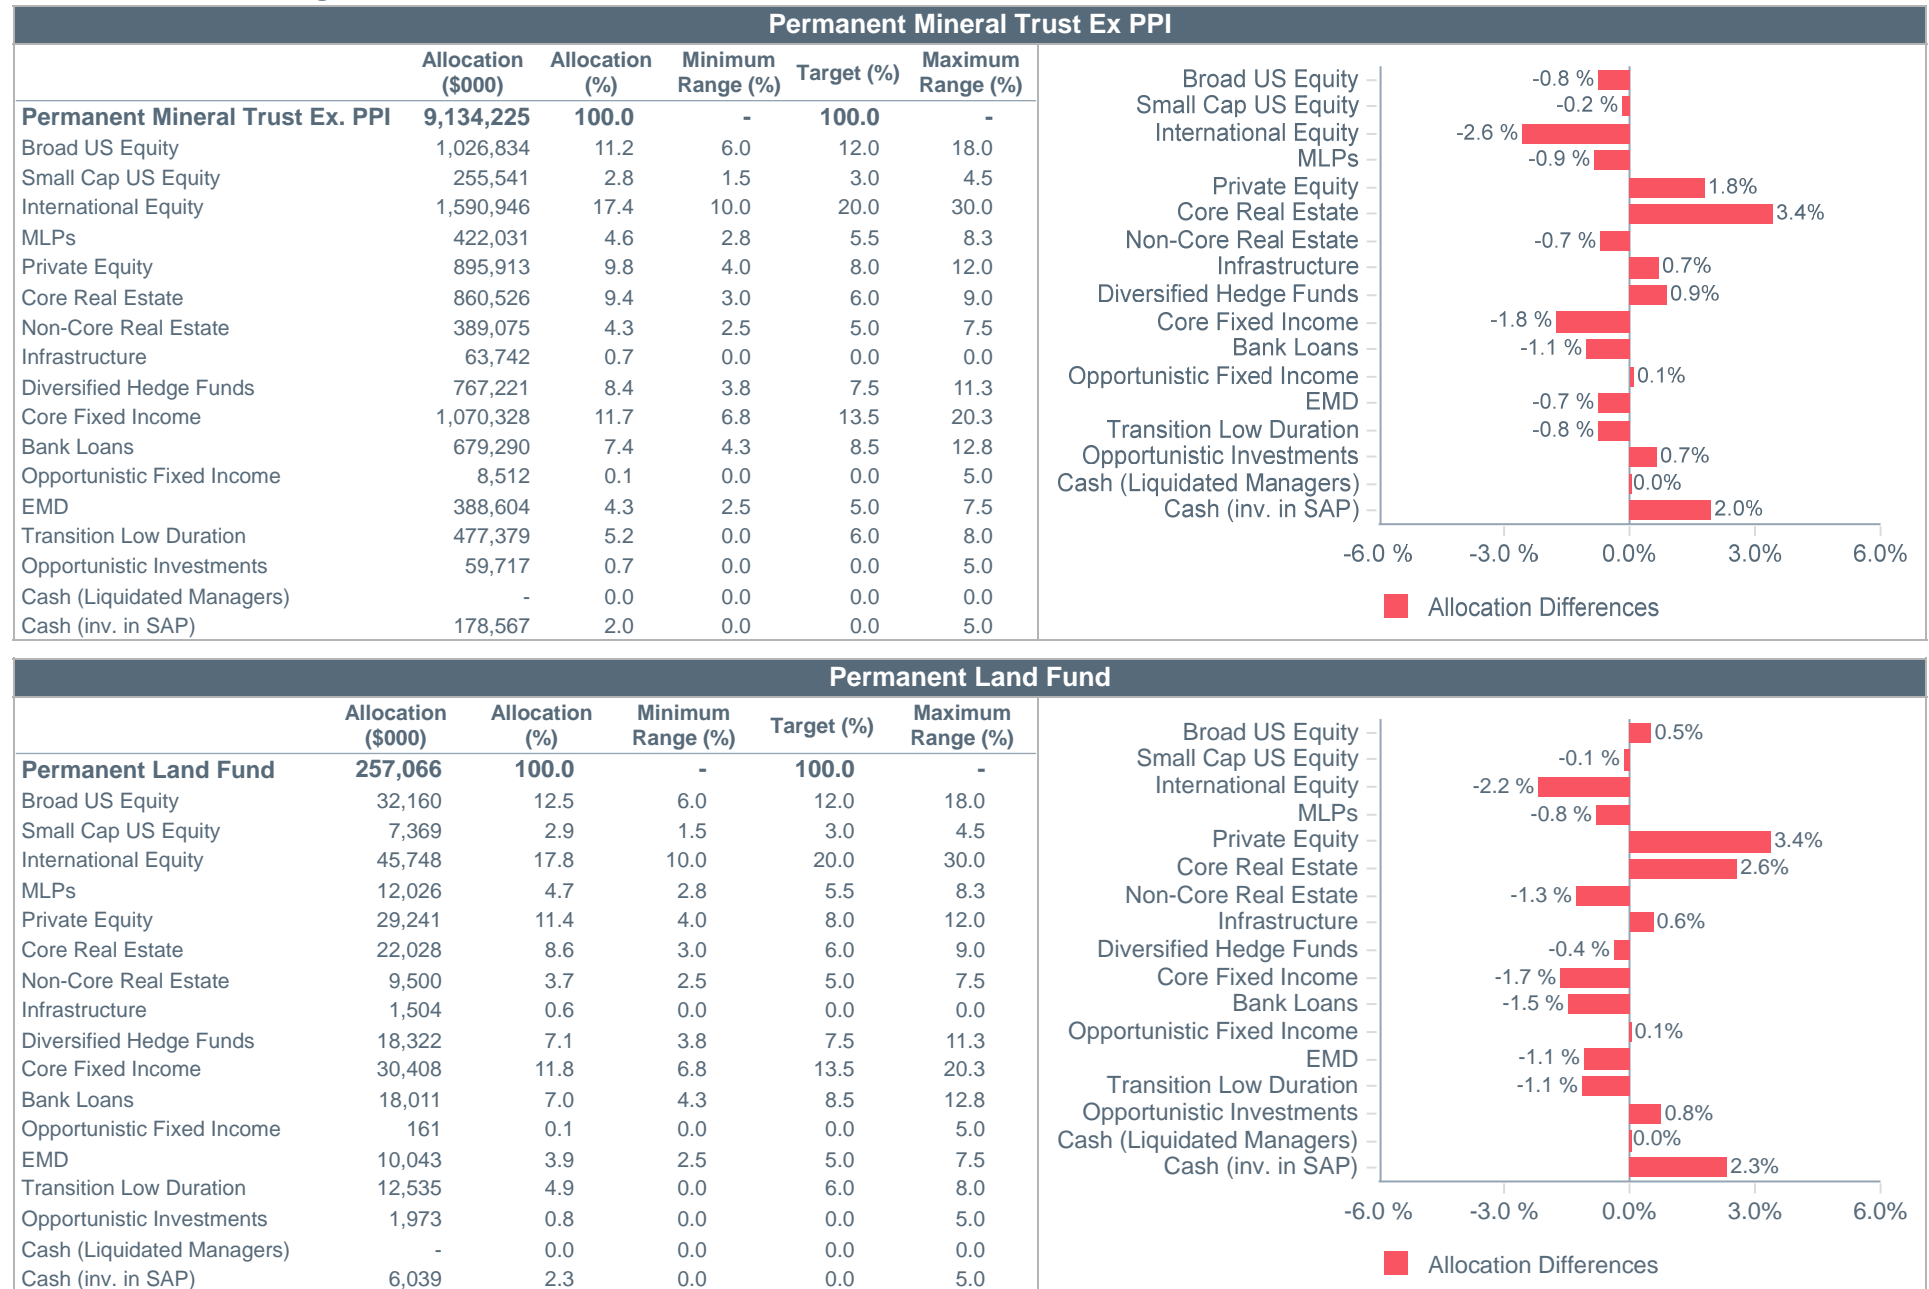 Permanent Mineral Trust Ex PPI
Allocation ($000) Allocation (%) Minimum Range (%) Target (%) Maximum Range (%)
Permanent Mineral Trust Ex. PPI 9,134,225 100.0 - 100.0 -
Broad US Equity 1,026,834 11.2 6.0 12.0 18.0
Small Cap US Equity 255,541 2.8 1.5 3.0 4.5
International Equity 1,590,946 17.4 10.0 20.0 30.0
MLPs 422,031 4.6 2.8 5.5 8.3
Private Equity 895,913 9.8 4.0 8.0 12.0
Core Real Estate 860,526 9.4 3.0 6.0 9.0
Non-Core Real Estate 389,075 4.3 2.5 5.0 7.5
Infrastructure 63,742 0.7 0.0 0.0 0.0
Diversified Hedge Funds 767,221 8.4 3.8 7.5 11.3
Core Fixed Income 1,070,328 11.7 6.8 13.5 20.3
Bank Loans 679,290 7.4 4.3 8.5 12.8
Opportunistic Fixed Income 8,512 0.1 0.0 0.0 5.0
EMD 388,604 4.3 2.5 5.0 7.5
Transition Low Duration 477,379 5.2 0.0 6.0 8.0
Opportunistic Investments 59,717 0.7 0.0 0.0 5.0
Cash (Liquidated Managers) - 0.0 0.0 0.0 0.0
Cash (inv. in SAP) 178,567 2.0 0.0 0.0 5.0
Broad US Equity -0.8 %
Small Cap US Equity -0.2 %
International Equity -2.6 %
MLPs -0.9 %
Private Equity 1.8%
Core Real Estate 3.4%
Non-Core Real Estate -0.7 %
Infrastructure 0.7%
Diversified Hedge Funds 0.9%
Core Fixed Income -1.8 %
Bank Loans -1.1 %
Opportunistic Fixed Income 0.1%
EMD -0.7 %
Transition Low Duration -0.8 %
Opportunistic Investments 0.7%
Cash (Liquidated Managers) 0.0%
Cash (inv. in SAP) 2.0%
-6.0 % -3.0 % 0.0% 3.0% 6.0%
Allocation Differences
Permanent Land Fund
Allocation ($000) Allocation (%) Minimum Range (%) Target (%) Maximum Range (%)
Permanent Land Fund 257,066 100.0 - 100.0 -
Broad US Equity 32,160 12.5 6.0 12.0 18.0
Small Cap US Equity 7,369 2.9 1.5 3.0 4.5
International Equity 45,748 17.8 10.0 20.0 30.0
MLPs 12,026 4.7 2.8 5.5 8.3
Private Equity 29,241 11.4 4.0 8.0 12.0
Core Real Estate 22,028 8.6 3.0 6.0 9.0
Non-Core Real Estate 9,500 3.7 2.5 5.0 7.5
Infrastructure 1,504 0.6 0.0 0.0 0.0
Diversified Hedge Funds 18,322 7.1 3.8 7.5 11.3
Core Fixed Income 30,408 11.8 6.8 13.5 20.3
Bank Loans 18,011 7.0 4.3 8.5 12.8
Opportunistic Fixed Income 161 0.1 0.0 0.0 5.0
EMD 10,043 3.9 2.5 5.0 7.5
Transition Low Duration 12,535 4.9 0.0 6.0 8.0
Opportunistic Investments 1,973 0.8 0.0 0.0 5.0
Cash (Liquidated Managers) - 0.0 0.0 0.0 0.0
Cash (inv. in SAP) 6,039 2.3 0.0 0.0 5.0
Broad US Equity 0.5%
Small Cap US Equity -0.1 %
International Equity -2.2 %
MLPs -0.8 %
Private Equity 3.4%
Core Real Estate 2.6%
Non-Core Real Estate -1.3 %
Infrastructure 0.6%
Diversified Hedge Funds -0.4 %
Core Fixed Income -1.7 %
Bank Loans -1.5 %
Opportunistic Fixed Income 0.1%
EMD -1.1 %
Transition Low Duration -1.1 %
Opportunistic Investments 0.8%
Cash (Liquidated Managers) 0.0%
Cash (inv. in SAP) 2.3%
-6.0 % -3.0 % 0.0% 3.0% 6.0%
Allocation Differences